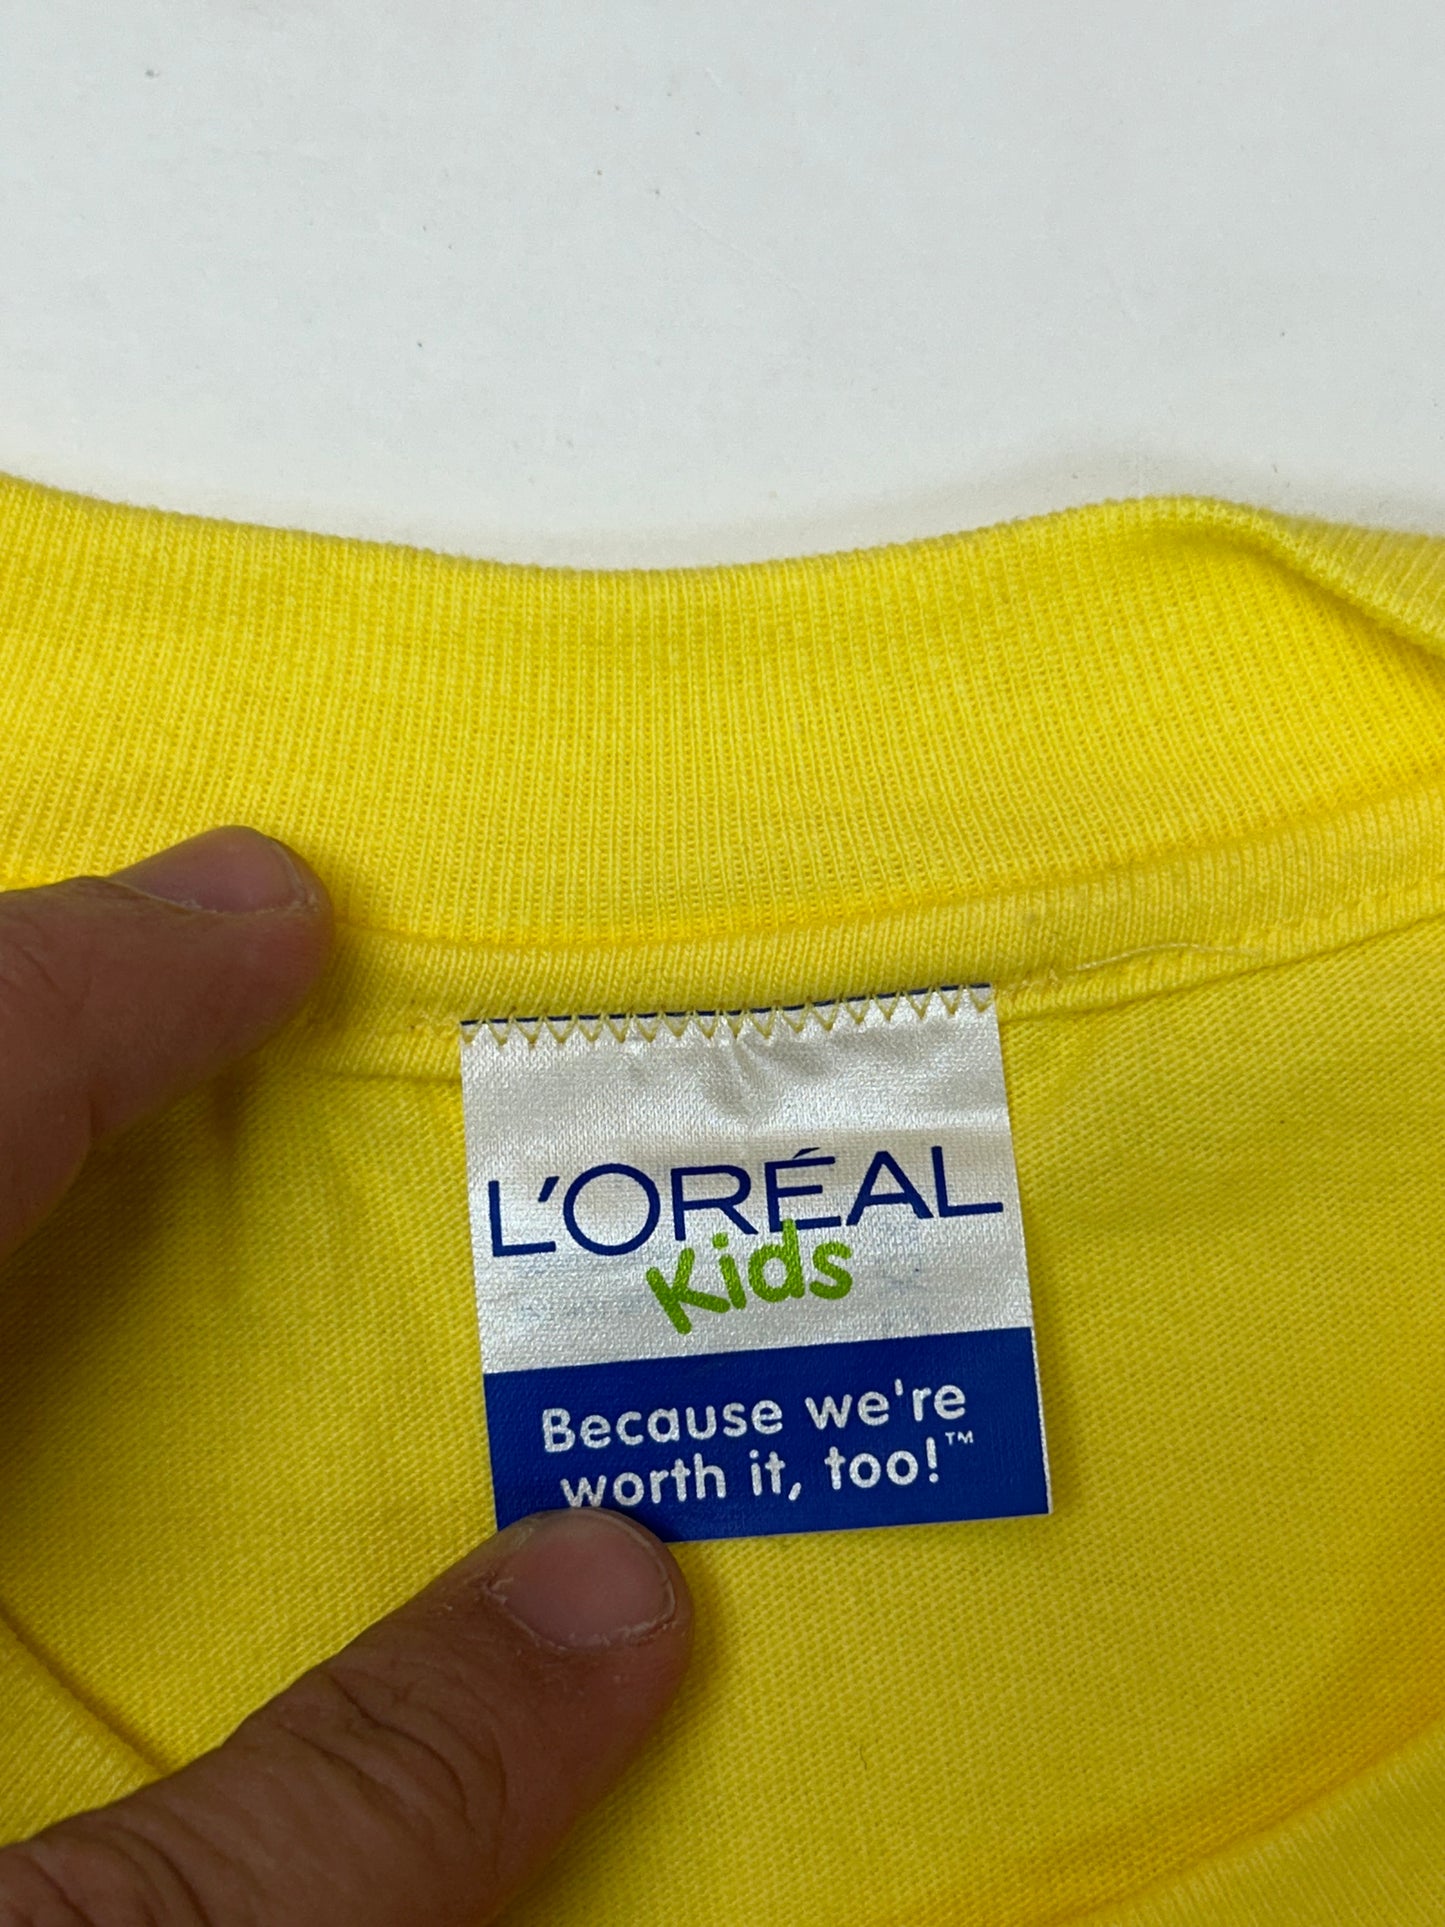 L'ORÉAL
Kids
Because we're
worth it, too!™